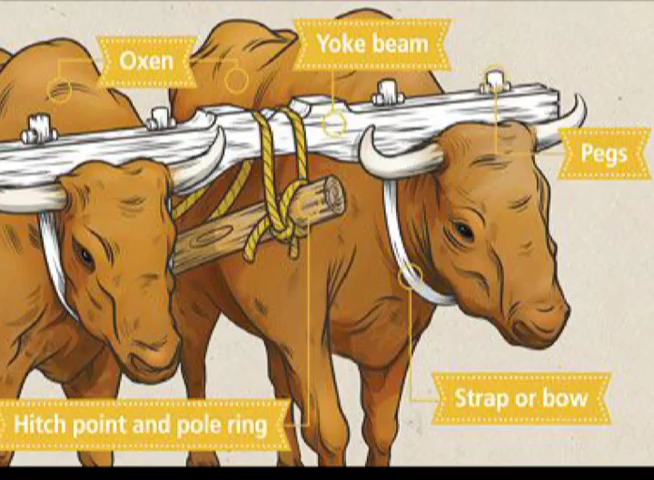 Yoke beam
Oxen
Pegs
Strap or bow
Hitch point and pole ring